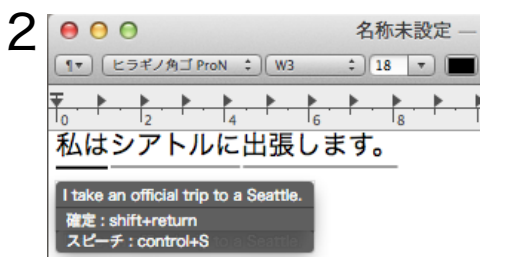 2
名称未設定 —
¶ ヒラギノ角ゴ ProN W3 18
0 2 4 6 8
私はシアトルに出張します。
I take an official trip to a Seattle.
確定 : shift+return
スピーチ : control+S